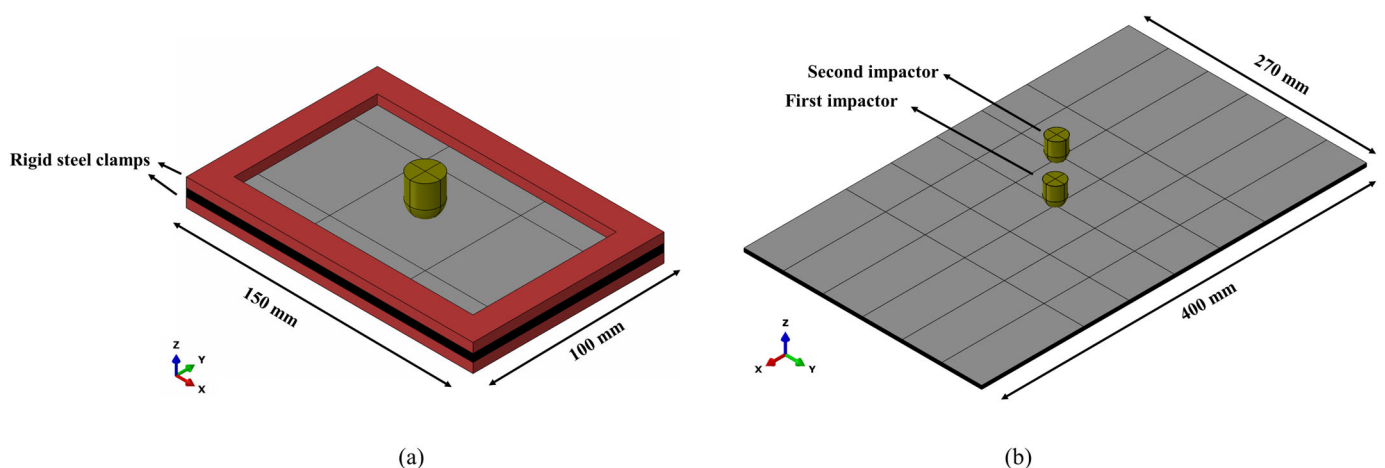 Rigid steel clamps
150 mm
100 mm
Z
Y
X
(a)
Second impactor
First impactor
270 mm
400 mm
Z
X
Y
(b)